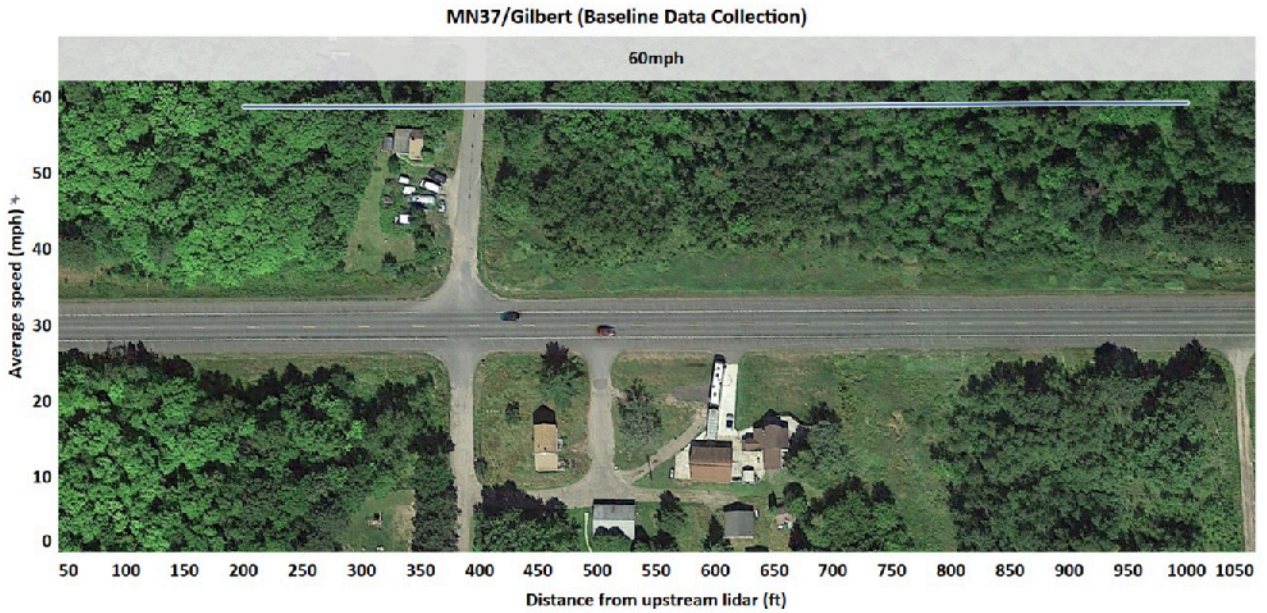 MN37/Gilbert (Baseline Data Collection)
60mph
Average speed (mph) *
60
50
40
30
20
10
0
50 100 150 200 250 300 350 400 450 500 550 600 650 700 750 800 850 900 950 1000 1050
Distance from upstream lidar (ft)